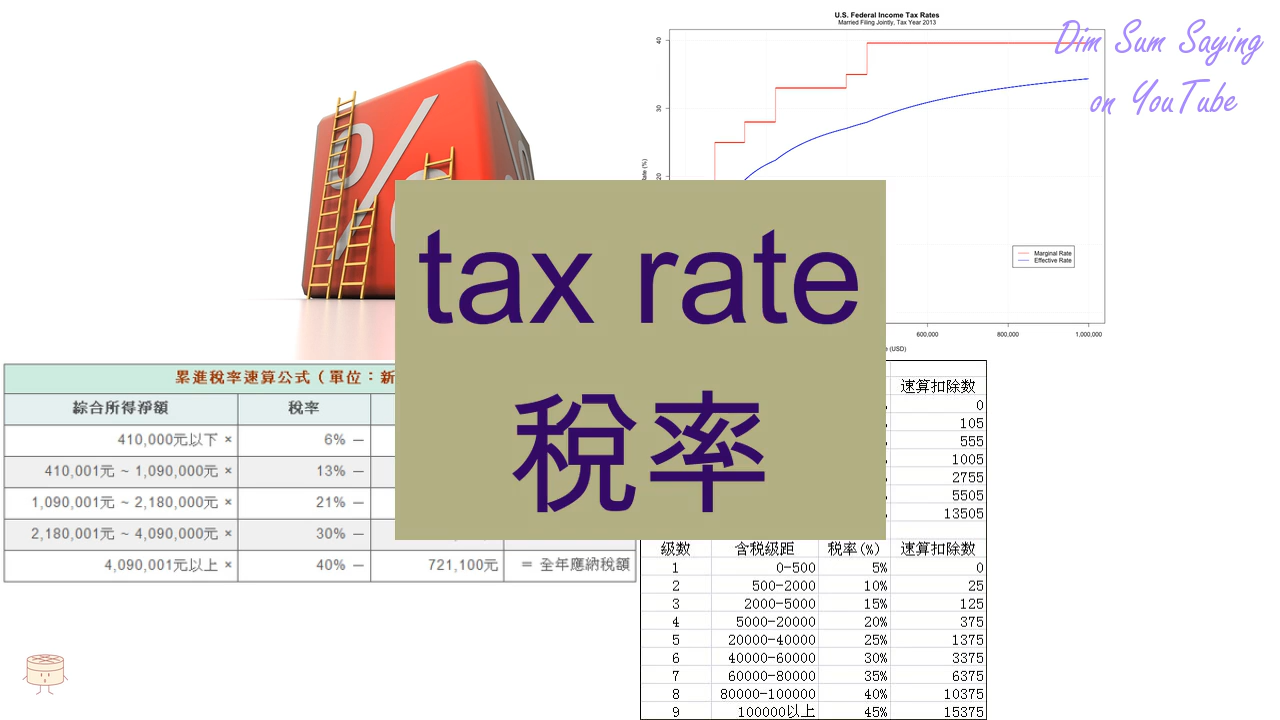 U.S. Federal Income Tax Rates
Married Filing Jointly, Tax Year 2013
Dim Sum Saying
on YouTube
40
30
20
Rate (%)
Marginal Rate
Effective Rate
600,000 800,000 1,000,000
(USD)
%
tax rate
稅率
累進稅率速算公式（單位：新
綜合所得淨額 稅率
410,000元以下 × 6% －
410,001元 ~ 1,090,000元 × 13% －
1,090,001元 ~ 2,180,000元 × 21% －
2,180,001元 ~ 4,090,000元 × 30% －
4,090,001元以上 × 40% － 721,100元 ＝ 全年應納稅額
速算扣除数
0
105
555
1005
2755
5505
13505
级数 含税级距 税率(%) 速算扣除数
1 0-500 5% 0
2 500-2000 10% 25
3 2000-5000 15% 125
4 5000-20000 20% 375
5 20000-40000 25% 1375
6 40000-60000 30% 3375
7 60000-80000 35% 6375
8 80000-100000 40% 10375
9 100000以上 45% 15375